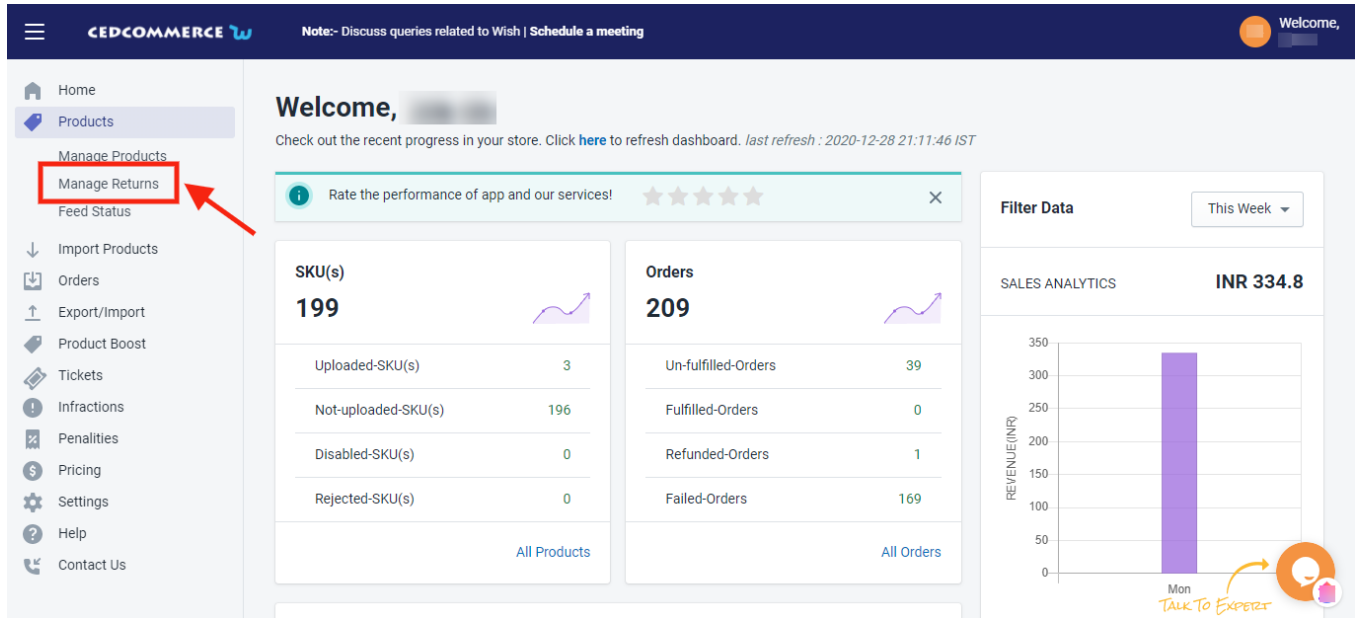 CEDCOMMERCE
Note:- Discuss queries related to Wish | Schedule a meeting
Welcome,
Home
Products
Manage Products
Manage Returns
Feed Status
Import Products
Orders
Export/Import
Product Boost
Tickets
Infractions
Penalities
Pricing
Settings
Help
Contact Us
Welcome,
Check out the recent progress in your store. Click here to refresh dashboard. last refresh : 2020-12-28 21:11:46 IST
Rate the performance of app and our services!
SKU(s)
199
Uploaded-SKU(s) 3
Not-uploaded-SKU(s) 196
Disabled-SKU(s) 0
Rejected-SKU(s) 0
All Products
Orders
209
Un-fulfilled-Orders 39
Fulfilled-Orders 0
Refunded-Orders 1
Failed-Orders 169
All Orders
Filter Data This Week
SALES ANALYTICS INR 334.8
REVENUE(INR)
350
300
250
200
150
100
50
0
Mon
TALK TO EXPERT